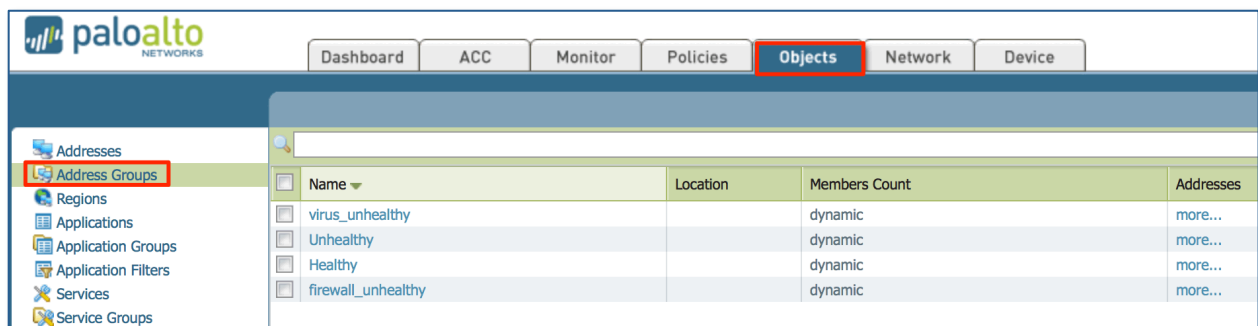 paloalto
NETWORKS
Dashboard ACC Monitor Policies Objects Network Device
Addresses
Address Groups
Regions
Applications
Application Groups
Application Filters
Services
Service Groups
Name Location Members Count Addresses
virus_unhealthy dynamic more...
Unhealthy dynamic more...
Healthy dynamic more...
firewall_unhealthy dynamic more...